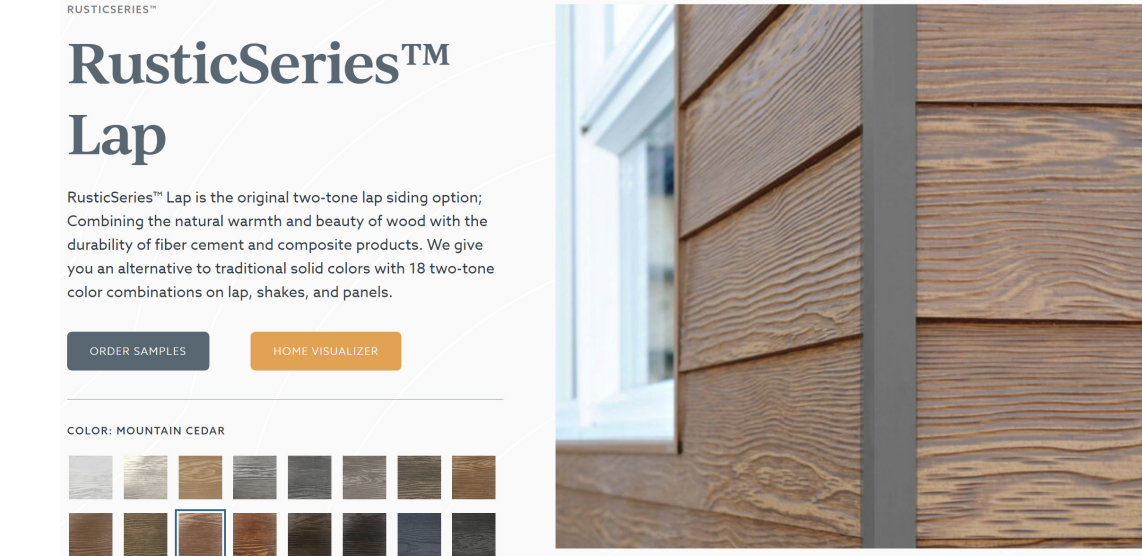 RUSTICSERIES™
RusticSeries™
Lap
RusticSeries™ Lap is the original two-tone lap siding option;
Combining the natural warmth and beauty of wood with the
durability of fiber cement and composite products. We give
you an alternative to traditional solid colors with 18 two-tone
color combinations on lap, shakes, and panels.
ORDER SAMPLES
HOME VISUALIZER
COLOR: MOUNTAIN CEDAR